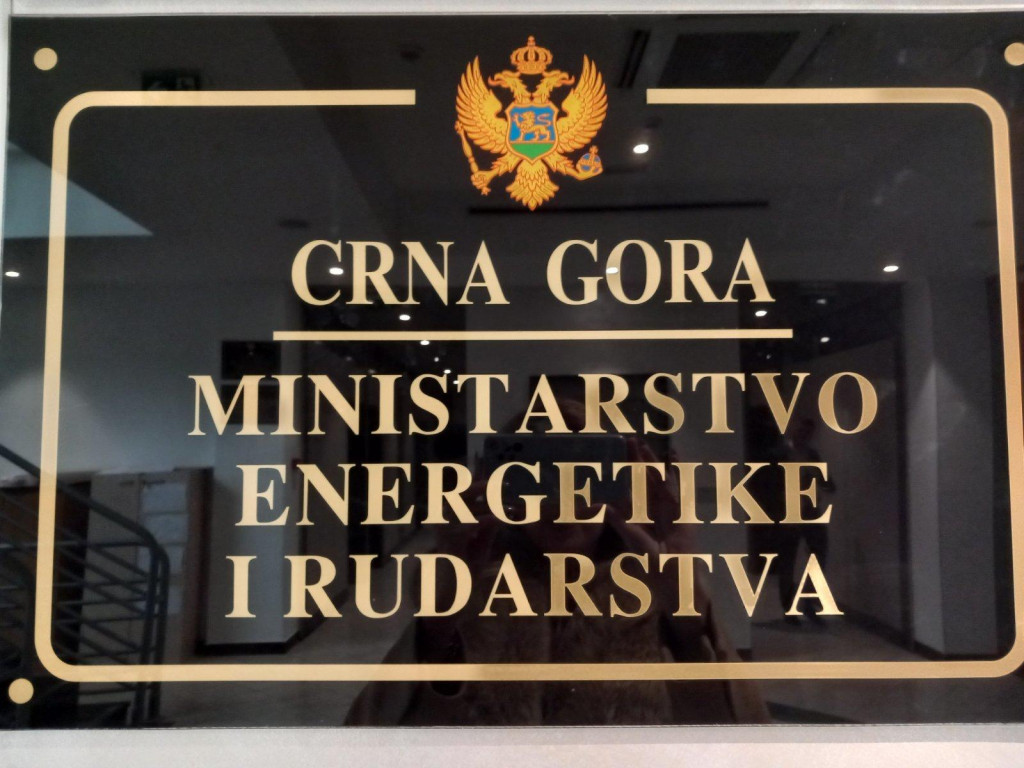 CRNA GORA
MINISTARSTVO
ENERGETIKE
I RUDARSTVA